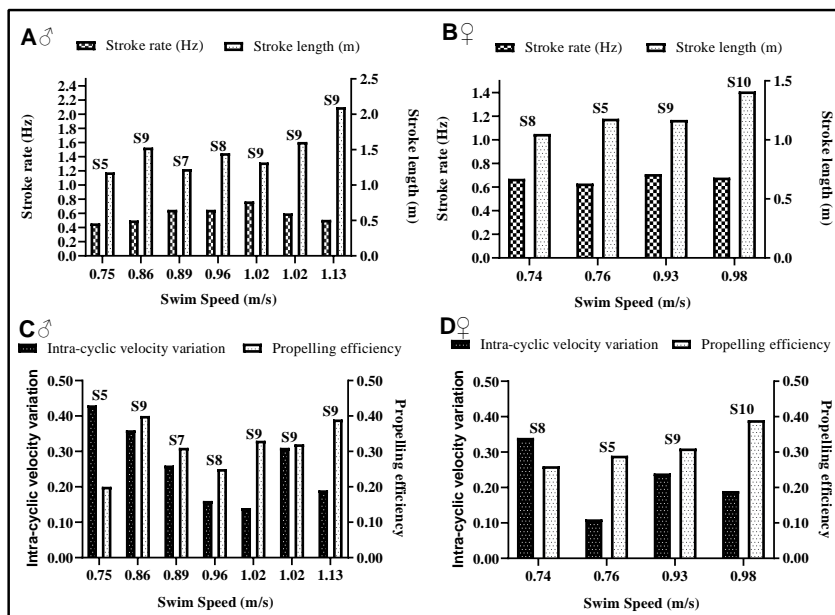 A♂
Stroke rate (Hz) Stroke length (m)
Stroke rate (Hz)
2.4
2.2
2.0
1.8
1.6
1.4
1.2
1.0
0.8
0.6
0.4
0.2
0.0
S5 S9 S7 S8 S9 S9 S9
2.5
2.0
1.5
1.0
0.5
0.0
Stroke length (m)
0.75 0.86 0.89 0.96 1.02 1.02 1.13
Swim Speed (m/s)
B♀
Stroke rate (Hz) Stroke length (m)
Stroke rate (Hz)
1.4
1.2
1.0
0.8
0.6
0.4
0.2
0.0
S8 S5 S9 S10
1.5
1.0
0.5
0.0
Stroke length (m)
0.74 0.76 0.93 0.98
Swim Speed (m/s)
C♂
Intra-cyclic velocity variation Propelling efficiency
Intra-cyclic velocity variation
0.50
0.40
0.30
0.20
0.10
0.00
S5 S9 S7 S8 S9 S9 S9
0.50
0.40
0.30
0.20
0.10
0.00
Propelling efficiency
0.75 0.86 0.89 0.96 1.02 1.02 1.13
Swim Speed (m/s)
D♀
Intra-cyclic velocity variation Propelling efficiency
Intra-cyclic velocity variation
0.50
0.40
0.30
0.20
0.10
0.00
S8 S5 S9 S10
0.50
0.40
0.30
0.20
0.10
0.00
Propelling efficiency
0.74 0.76 0.93 0.98
Swim Speed (m/s)